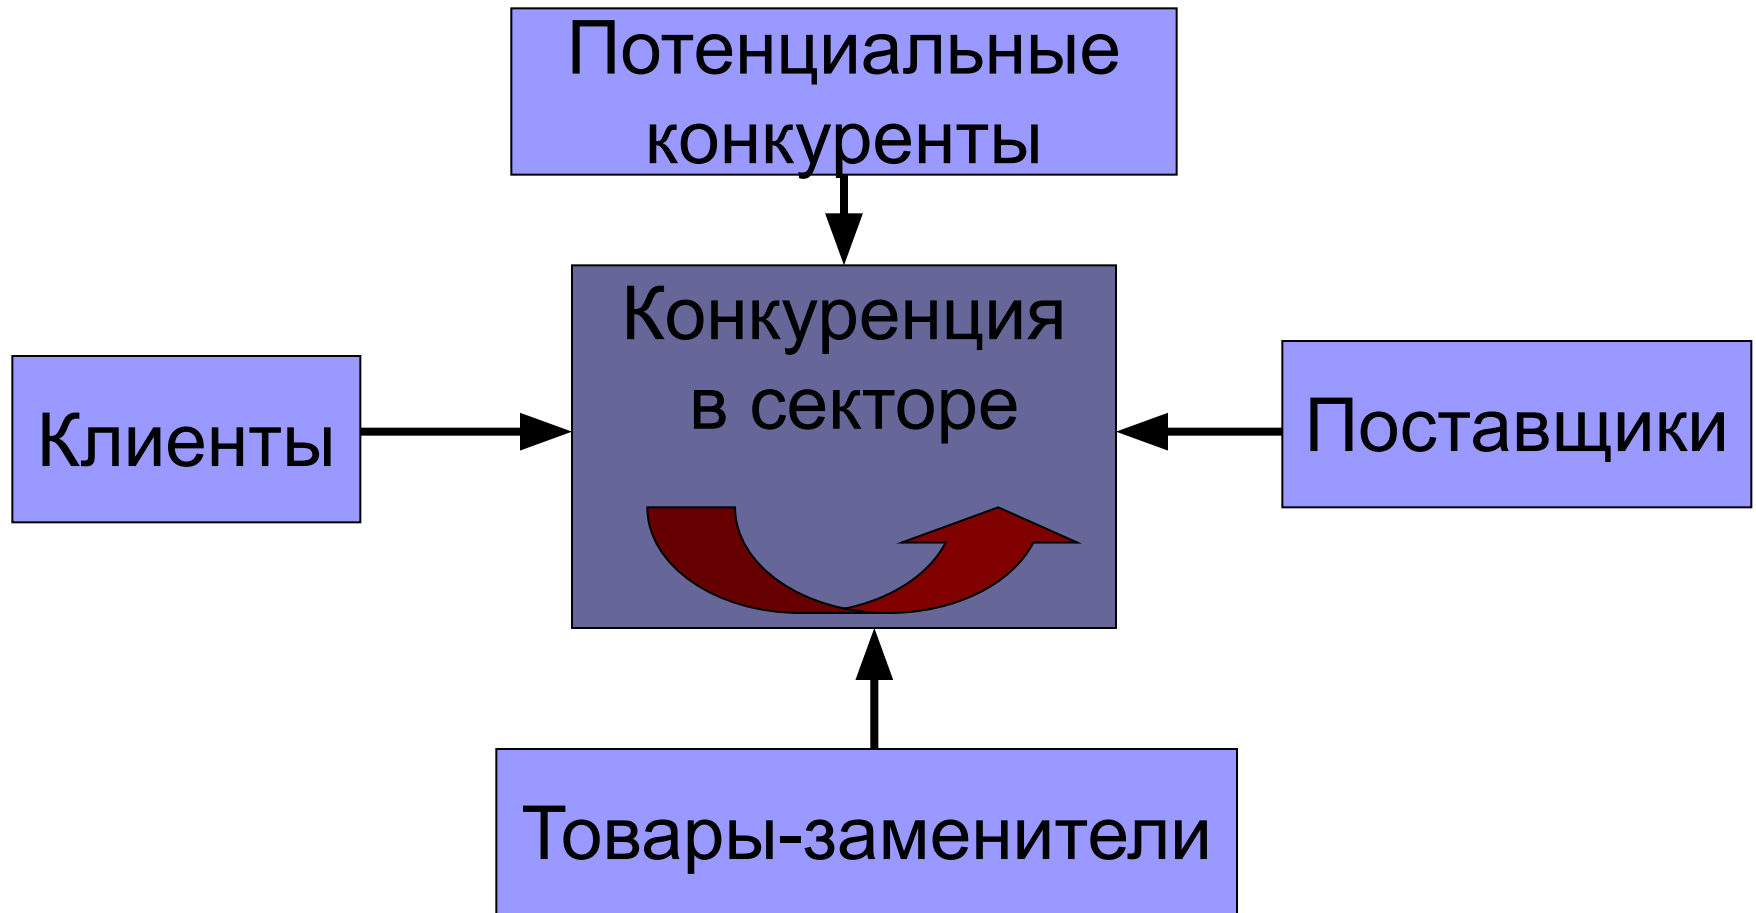 Потенциальные
конкуренты
Конкуренция
в секторе
Клиенты
Поставщики
Товары-заменители